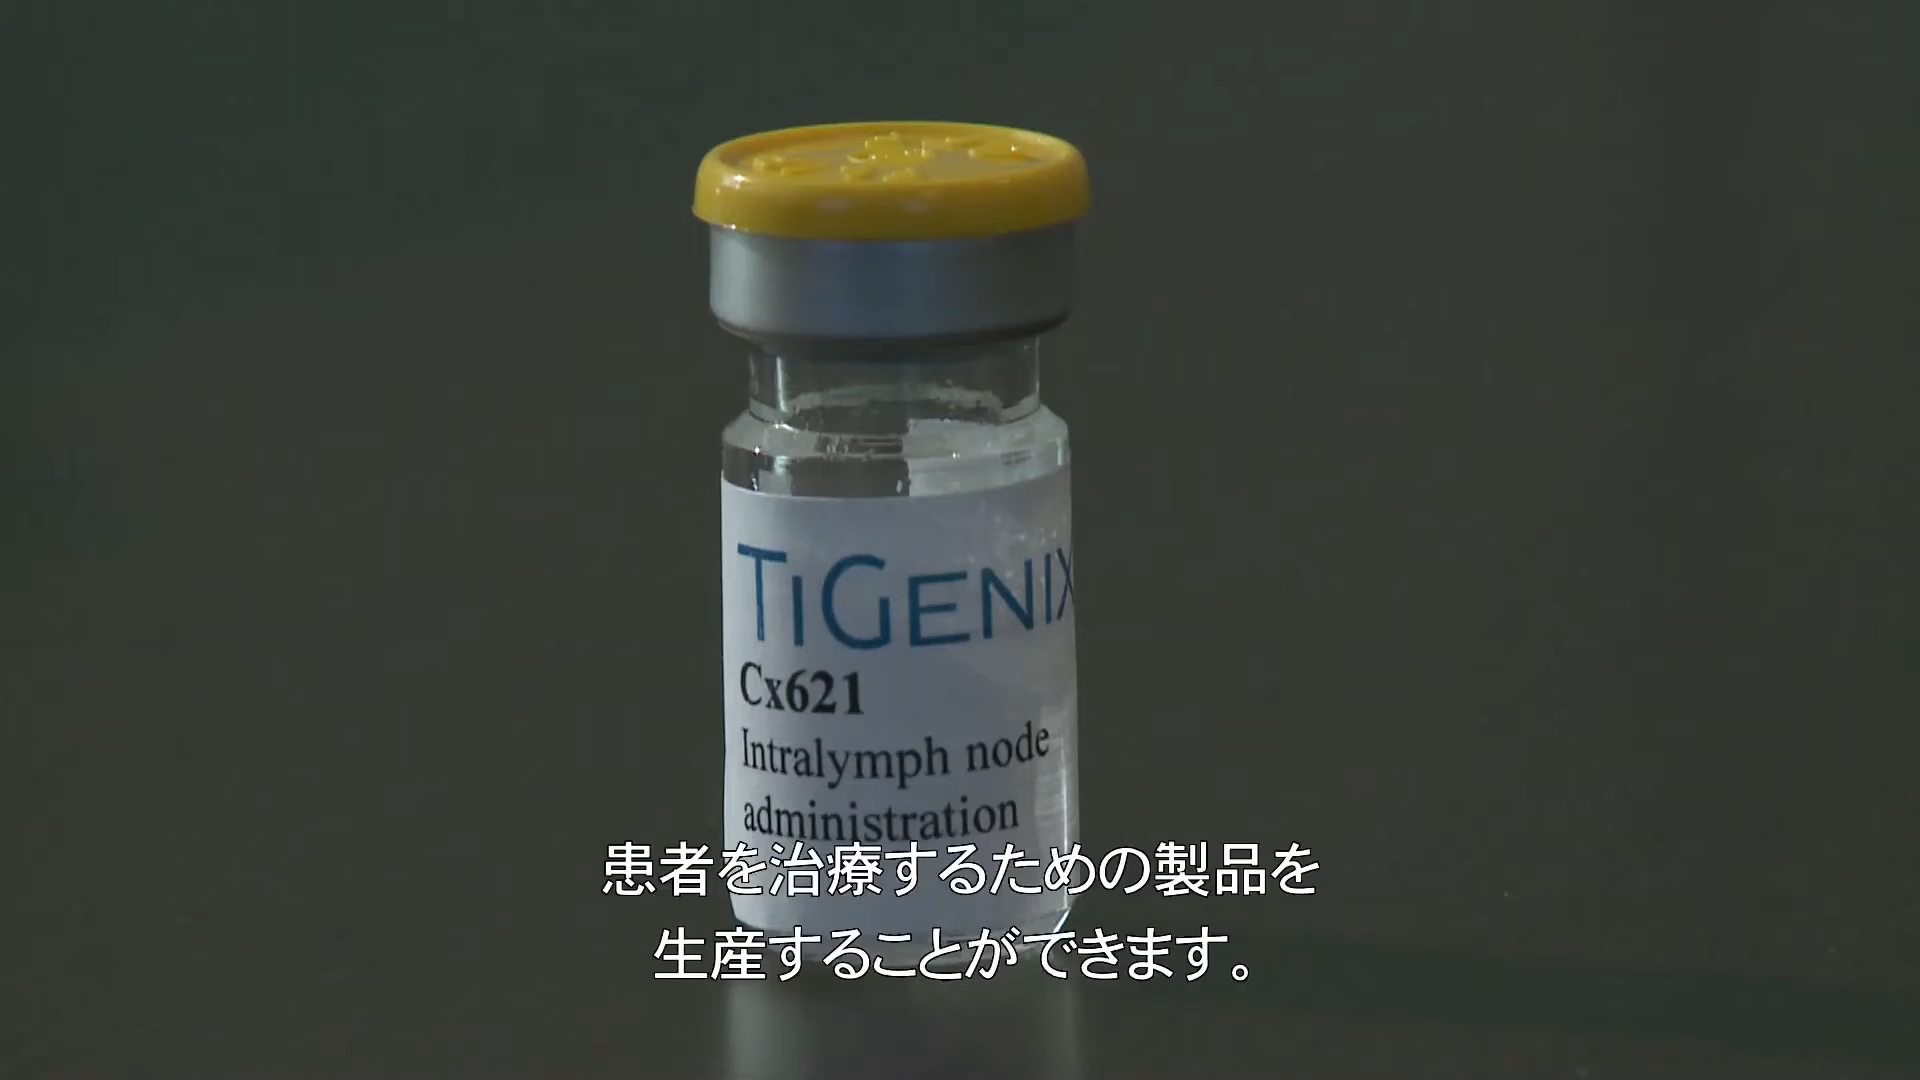 TiGenix
Cx621
Intralymph node
administration
患者を治療するための製品を
生産することができます。